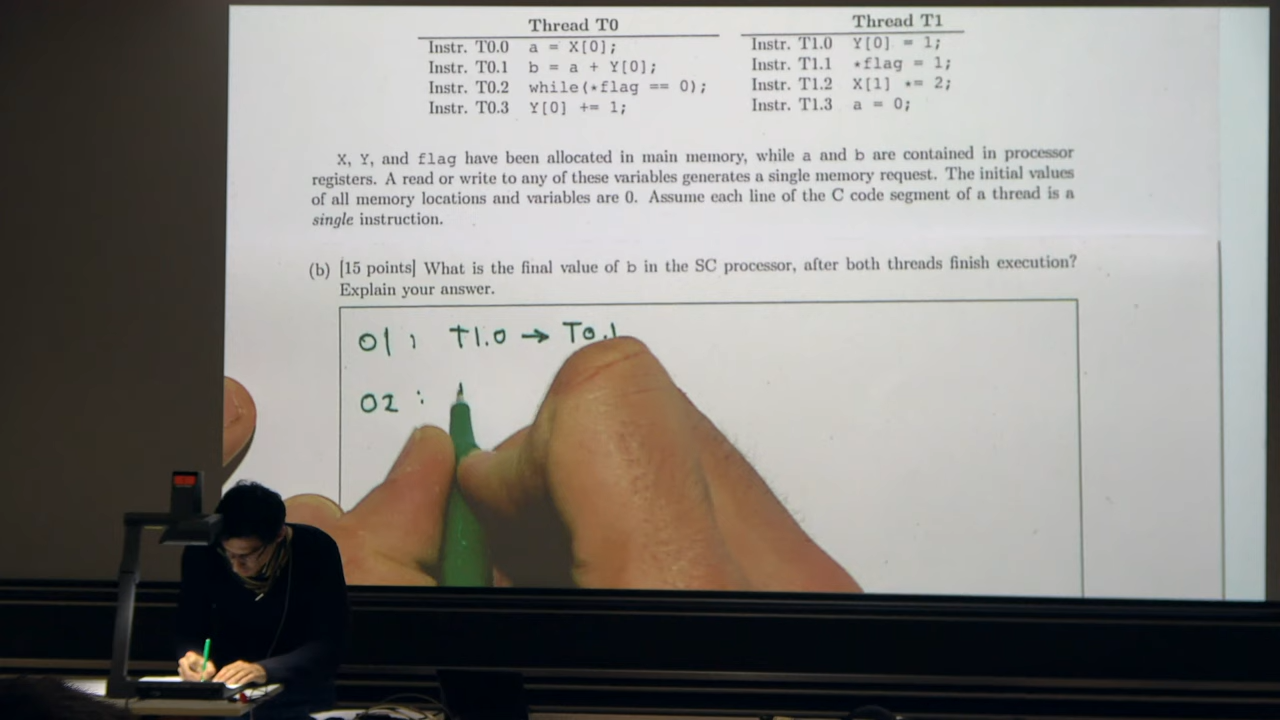 Thread T0 Thread T1
Instr. T0.0 a = X[0]; Instr. T1.0 Y[0] = 1;
Instr. T0.1 b = a + Y[0]; Instr. T1.1 *flag = 1;
Instr. T0.2 while(*flag == 0); Instr. T1.2 X[1] *= 2;
Instr. T0.3 Y[0] += 1; Instr. T1.3 a = 0;
X, Y, and flag have been allocated in main memory, while a and b are contained in processor
registers. A read or write to any of these variables generates a single memory request. The initial values
of all memory locations and variables are 0. Assume each line of the C code segment of a thread is a
single instruction.
(b) [15 points] What is the final value of b in the SC processor, after both threads finish execution?
Explain your answer.
01: T1.0 → T0.1
02: